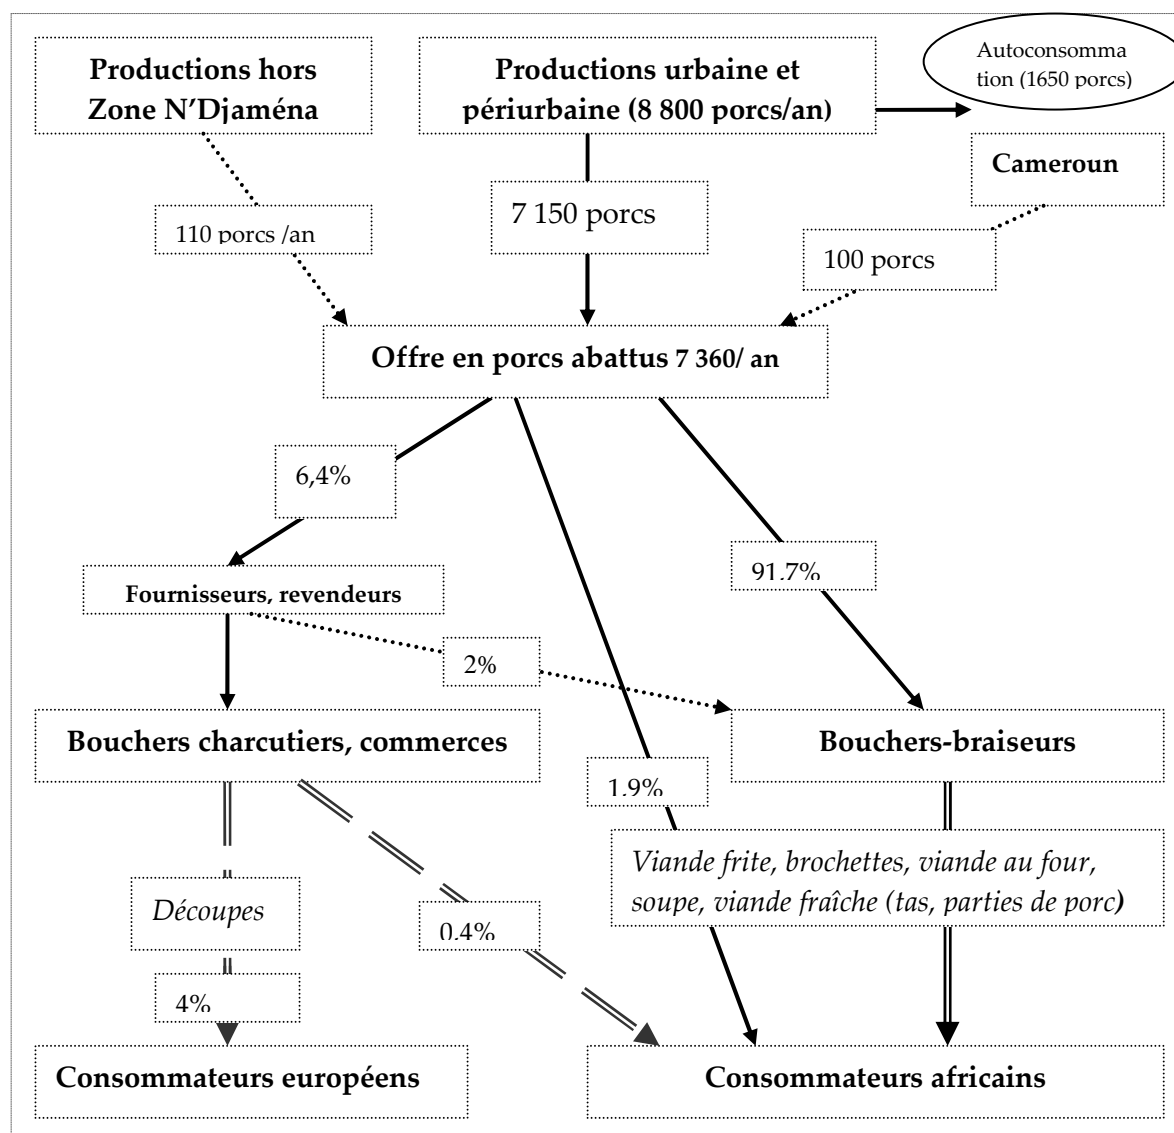 Productions hors
Zone N'Djaména
Productions urbaine et
périurbaine (8 800 porcs/an)
Autoconsomma
tion (1650 porcs)
Cameroun
110 porcs /an
7 150 porcs
100 porcs
Offre en porcs abattus 7 360/ an
6,4%
91,7%
Fournisseurs, revendeurs
2%
Bouchers charcutiers, commerces
Bouchers-braiseurs
1,9%
Viande frite, brochettes, viande au four,
soupe, viande fraîche (tas, parties de porc)
Découpes
0,4%
4%
Consommateurs européens
Consommateurs africains